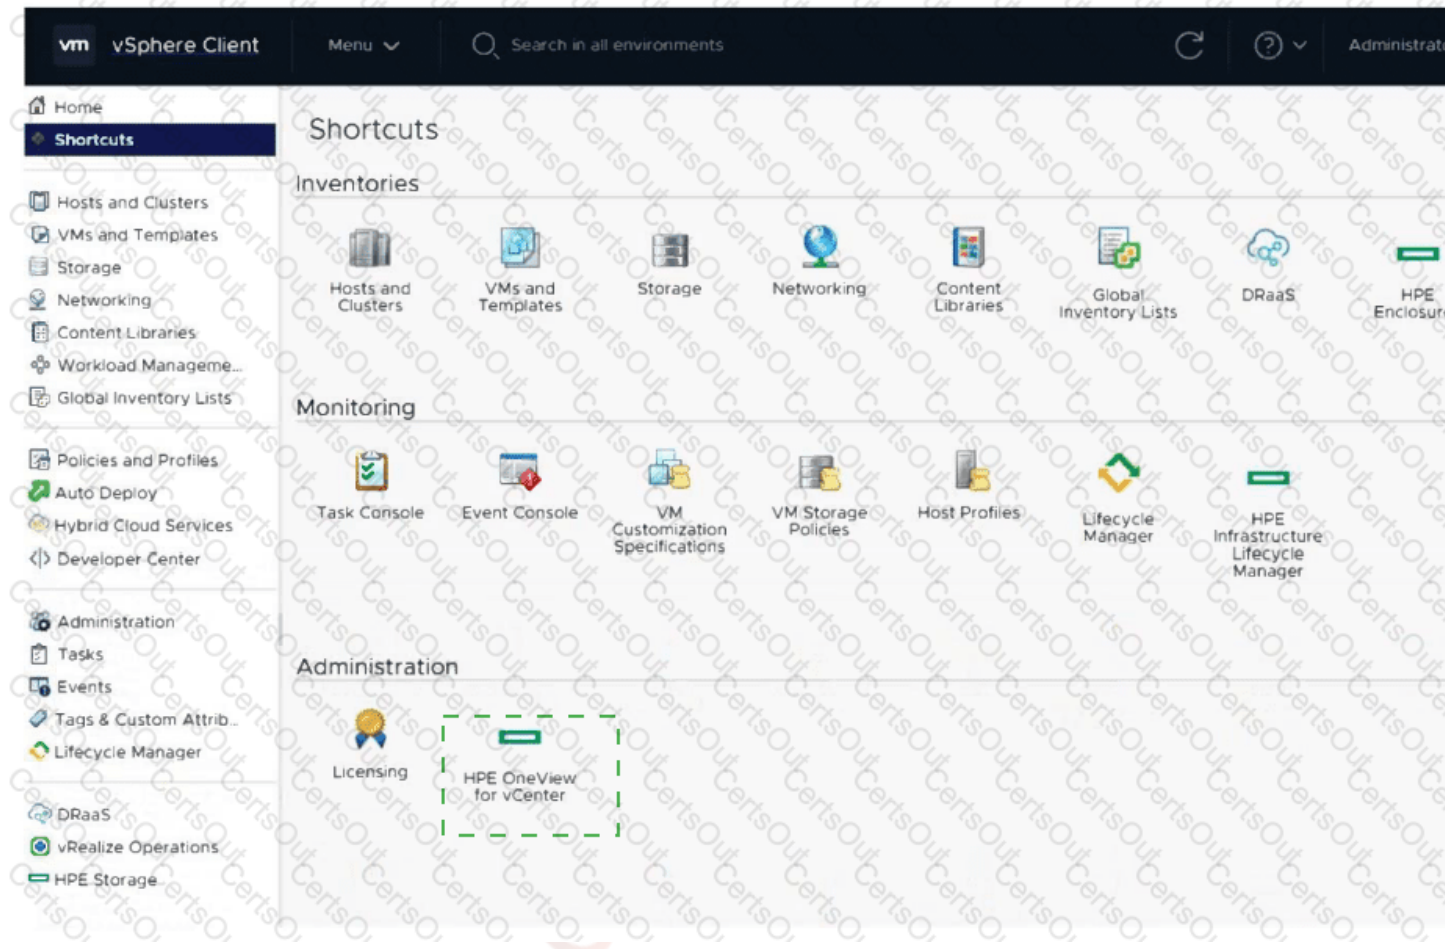 vm vSphere Client Menu Search in all environments Administrat
Home
Shortcuts
Hosts and Clusters
VMs and Templates
Storage
Networking
Content Libraries
Workload Manageme...
Global Inventory Lists
Policies and Profiles
Auto Deploy
Hybrid Cloud Services
Developer Center
Administration
Tasks
Events
Tags & Custom Attrib...
Lifecycle Manager
DRaaS
vRealize Operations
HPE Storage
Shortcuts
Inventories
Hosts and
Clusters
VMs and
Templates
Storage
Networking
Content
Libraries
Global
Inventory Lists
DRaaS
HPE
Enclosur
Monitoring
Task Console
Event Console
VM
Customization
Specifications
VM Storage
Policies
Host Profiles
Lifecycle
Manager
HPE
Infrastructure
Lifecycle
Manager
Administration
Licensing
HPE OneView
for vCenter
CertsOut